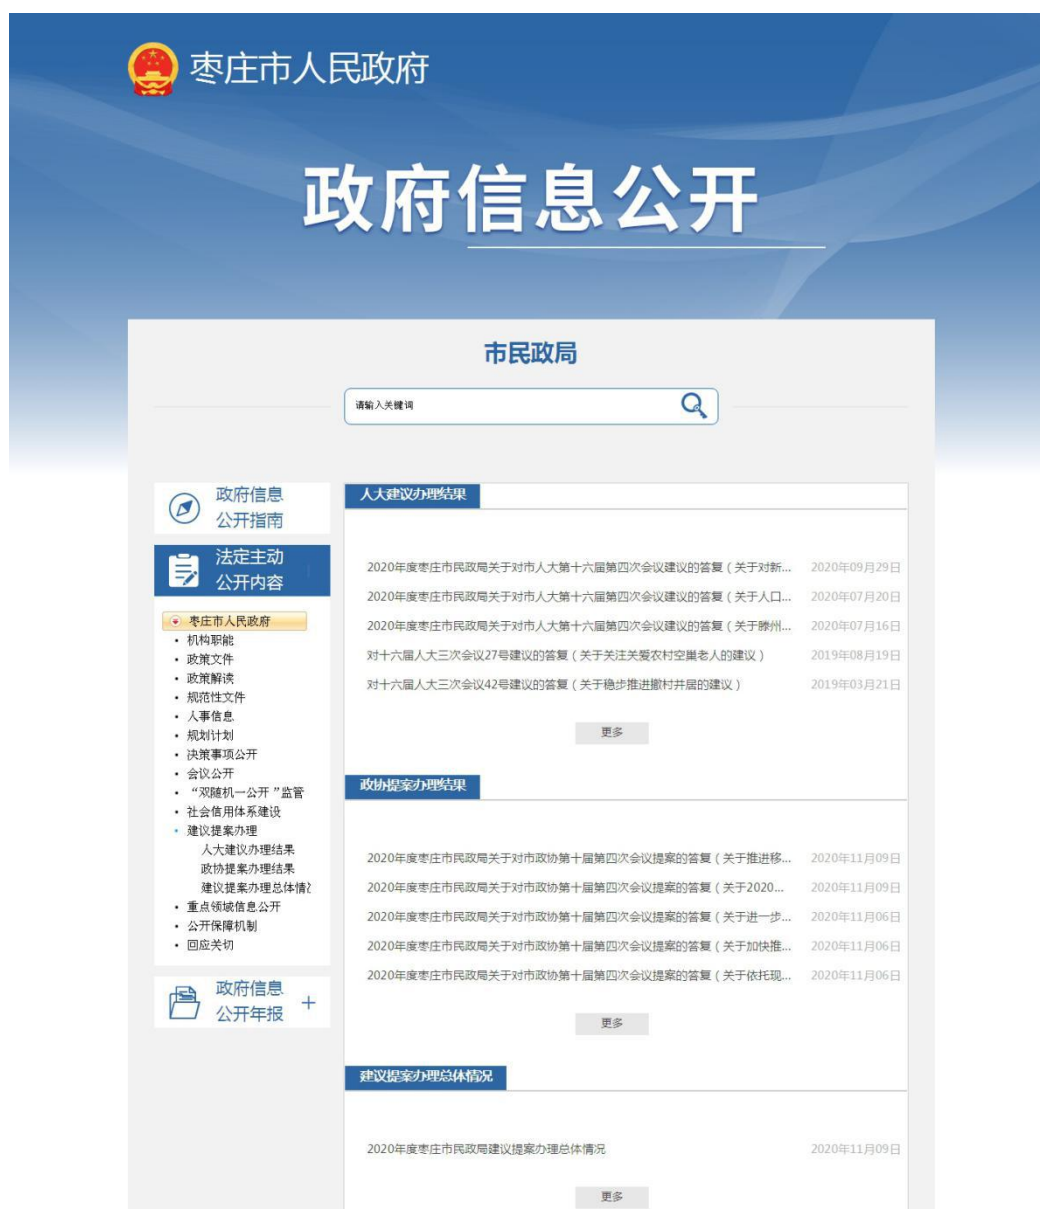 枣庄市人民政府
政府信息公开
市民政局
请输入关键词
政府信息
公开指南
法定主动
公开内容
枣庄市人民政府
机构职能
政策文件
政策解读
规范性文件
人事信息
规划计划
决策事项公开
会议公开
“双随机一公开”监管
社会信用体系建设
建议提案办理
人大建议办理结果
政协提案办理结果
建议提案办理总体情
重点领域信息公开
公开保障机制
回应关切
政府信息
公开年报 +
人大建议办理结果
2020年度枣庄市民政局关于对市人大第十六届第四次会议建议的答复（关于对新... 2020年09月29日
2020年度枣庄市民政局关于对市人大第十六届第四次会议建议的答复（关于人口... 2020年07月20日
2020年度枣庄市民政局关于对市人大第十六届第四次会议建议的答复（关于滕州... 2020年07月16日
对十六届人大三次会议27号建议的答复（关于关注关爱农村空巢老人的建议） 2019年08月19日
对十六届人大三次会议42号建议的答复（关于稳步推进撤村并居的建议） 2019年03月21日
更多
政协提案办理结果
2020年度枣庄市民政局关于对市政协第十届第四次会议提案的答复（关于推进移... 2020年11月09日
2020年度枣庄市民政局关于对市政协第十届第四次会议提案的答复（关于2020... 2020年11月09日
2020年度枣庄市民政局关于对市政协第十届第四次会议提案的答复（关于进一步... 2020年11月06日
2020年度枣庄市民政局关于对市政协第十届第四次会议提案的答复（关于加快推... 2020年11月06日
2020年度枣庄市民政局关于对市政协第十届第四次会议提案的答复（关于依托现... 2020年11月06日
更多
建议提案办理总体情况
2020年度枣庄市民政局建议提案办理总体情况 2020年11月09日
更多